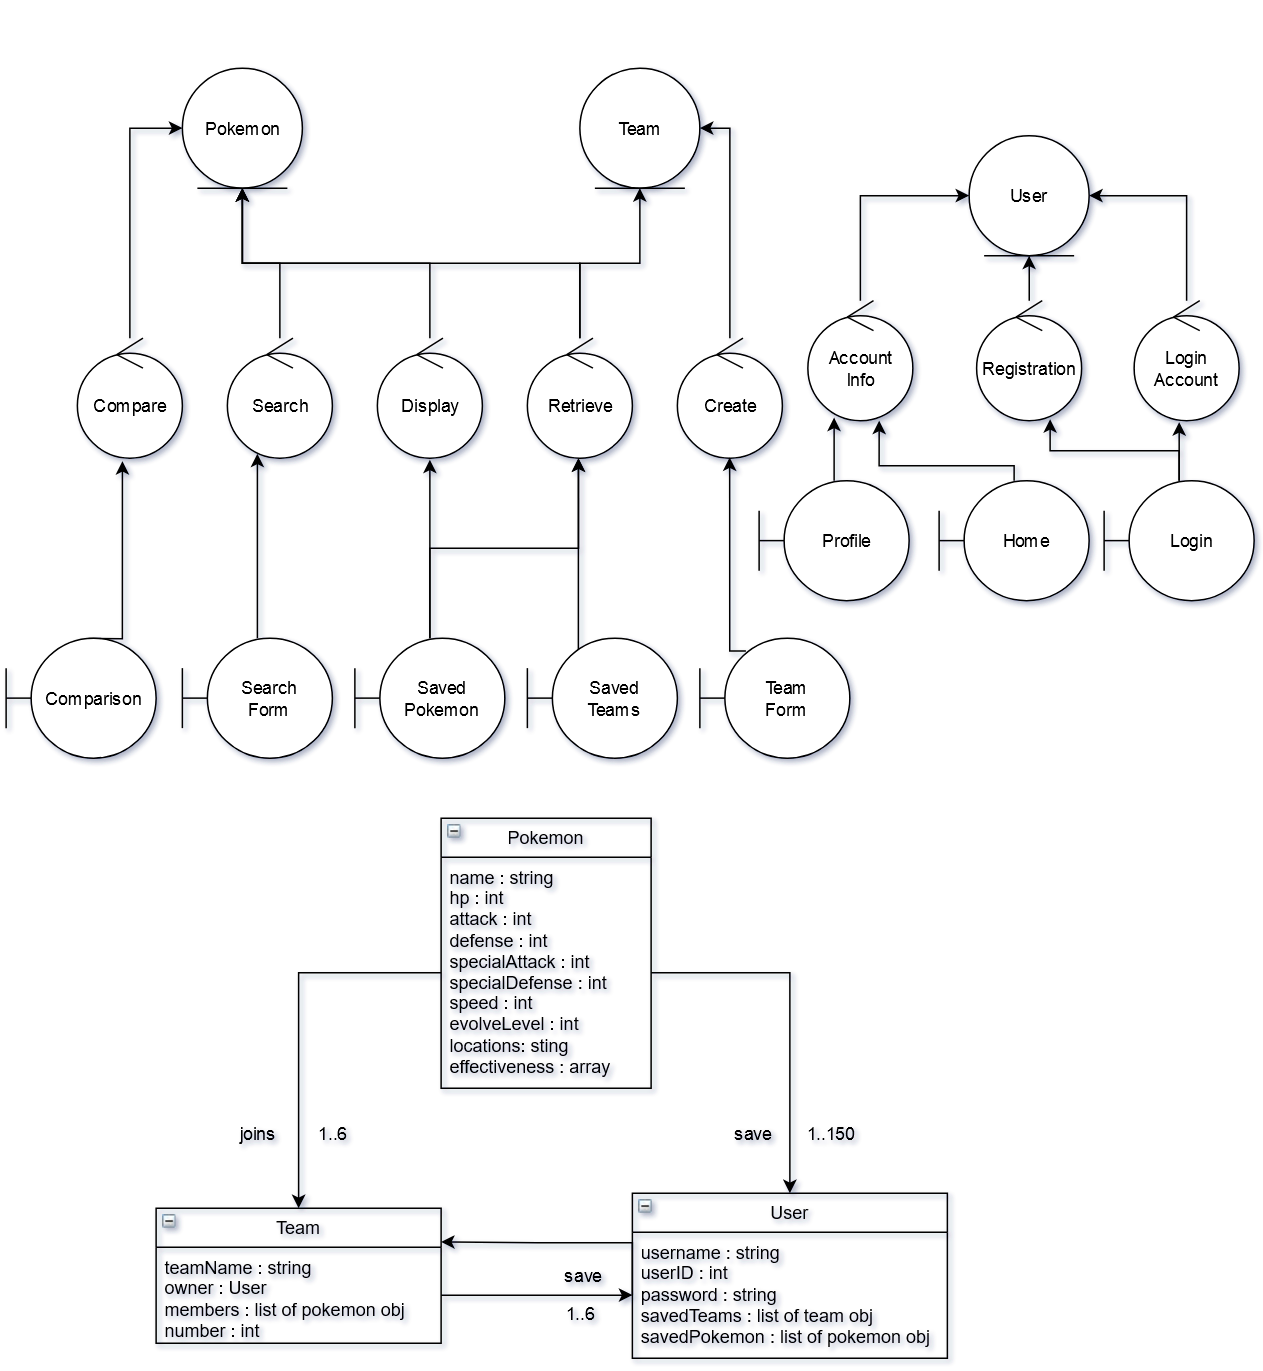 Pokemon
Team
User
Compare
Search
Display
Retrieve
Create
Account
Info
Registration
Login
Account
Profile
Home
Login
Comparison
Search
Form
Saved
Pokemon
Saved
Teams
Team
Form
Pokemon
name : string
hp : int
attack : int
defense : int
specialAttack : int
specialDefense : int
speed : int
evolveLevel : int
locations: sting
effectiveness : array
joins
1..6
save
1..150
Team
teamName : string
owner : User
members : list of pokemon obj
number : int
save
1..6
User
username : string
userID : int
password : string
savedTeams : list of team obj
savedPokemon : list of pokemon obj